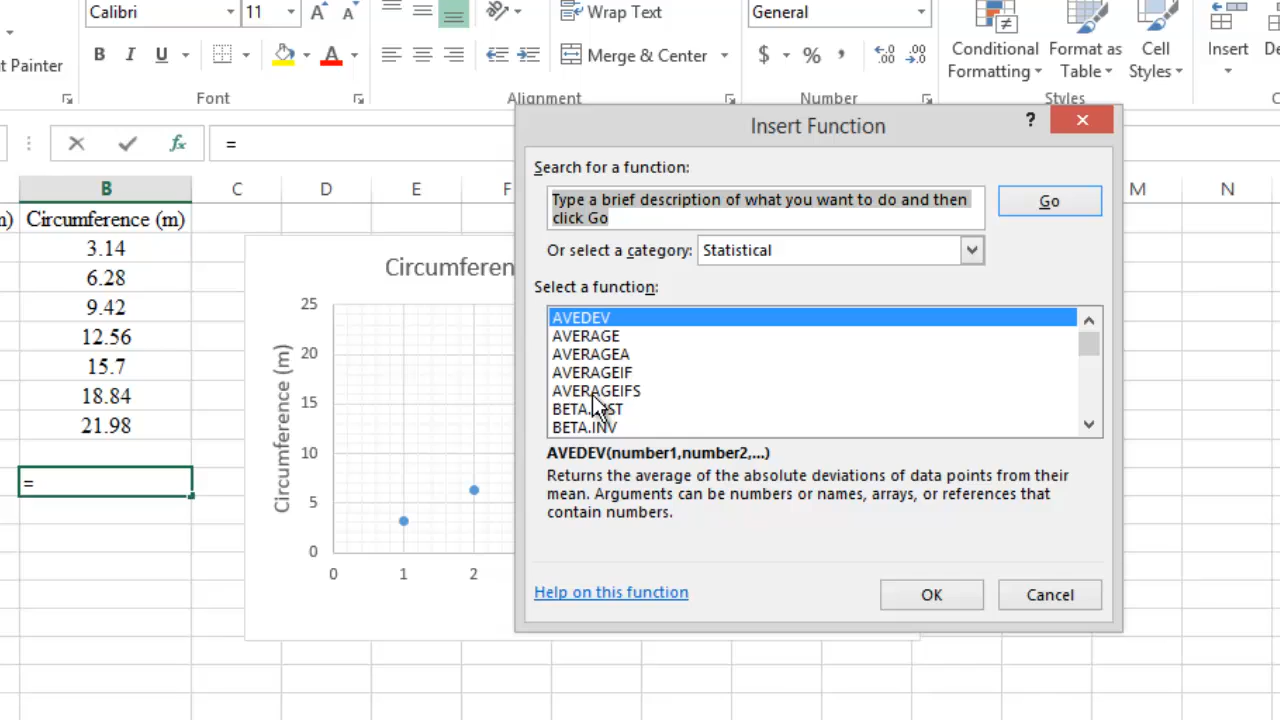 Calibri 11 Wrap Text General
t Painter B I U Merge & Center $ % , Conditional Formatting Format as Table Cell Styles Insert
Font Alignment Number Styles
fx =
Insert Function
?
Search for a function:
Type a brief description of what you want to do and then
click Go
Go
Or select a category: Statistical
Select a function:
AVEDEV
AVERAGE
AVERAGEA
AVERAGEIF
AVERAGEIFS
BETA.DIST
BETA.INV
AVEDEV(number1,number2,...)
Returns the average of the absolute deviations of data points from their
mean. Arguments can be numbers or names, arrays, or references that
contain numbers.
Help on this function
OK Cancel
B C D E F M N
) Circumference (m)
3.14
6.28
9.42
12.56
15.7
18.84
21.98
=
Circumferen
Circumference (m)
25
20
15
10
5
0
0 1 2